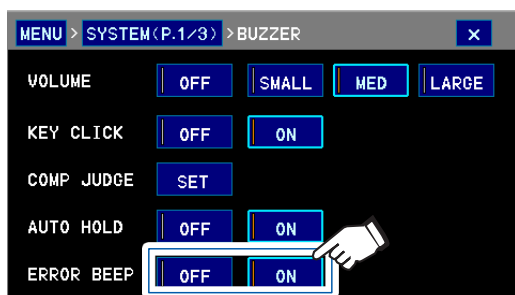 MENU > SYSTEM(P.1/3) > BUZZER ×
VOLUME OFF SMALL MED LARGE
KEY CLICK OFF ON
COMP JUDGE SET
AUTO HOLD OFF ON
ERROR BEEP OFF ON